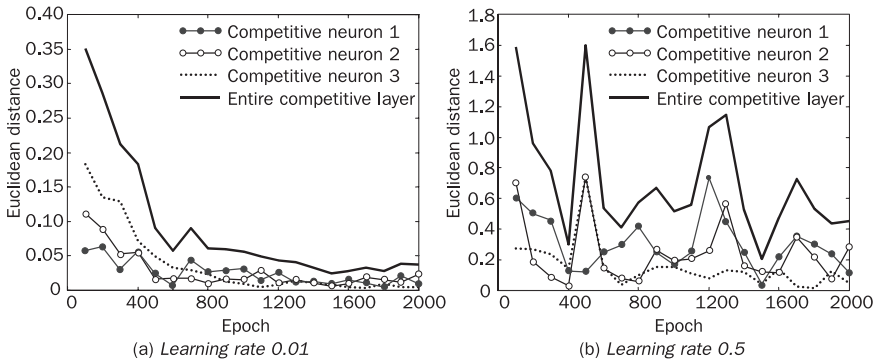 0.40
0.35
0.30
0.25
0.20
0.15
0.10
0.05
0
Euclidean distance
Competitive neuron 1
Competitive neuron 2
Competitive neuron 3
Entire competitive layer
0 400 800 1200 1600 2000
Epoch
(a) Learning rate 0.01
1.8
1.6
1.4
1.2
1.0
0.8
0.6
0.4
0.2
0
Euclidean distance
Competitive neuron 1
Competitive neuron 2
Competitive neuron 3
Entire competitive layer
0 400 800 1200 1600 2000
Epoch
(b) Learning rate 0.5